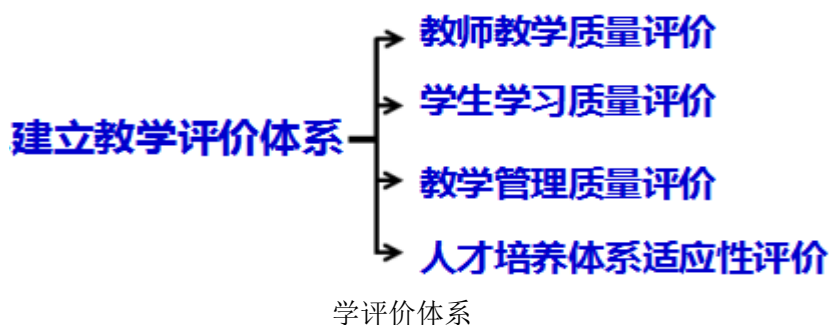 教师教学质量评价
学生学习质量评价
建立教学评价体系
教学管理质量评价
人才培养体系适应性评价
学评价体系